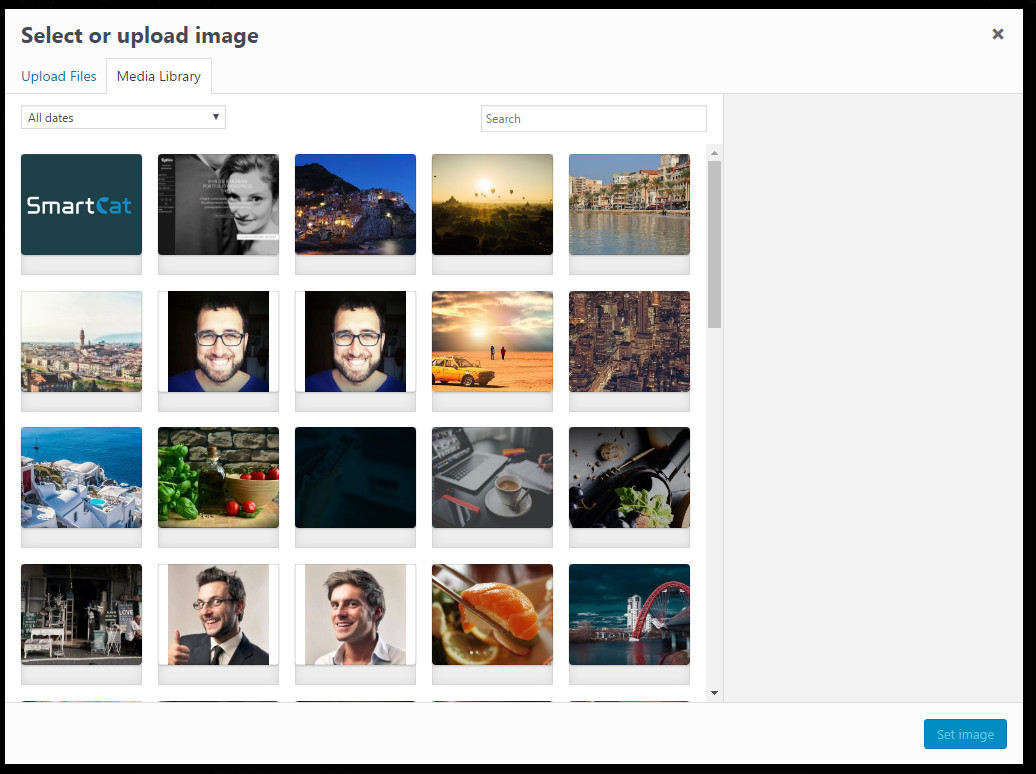 Select or upload image
×
Upload Files
Media Library
All dates
Search
SmartCat
LOVE
Set image